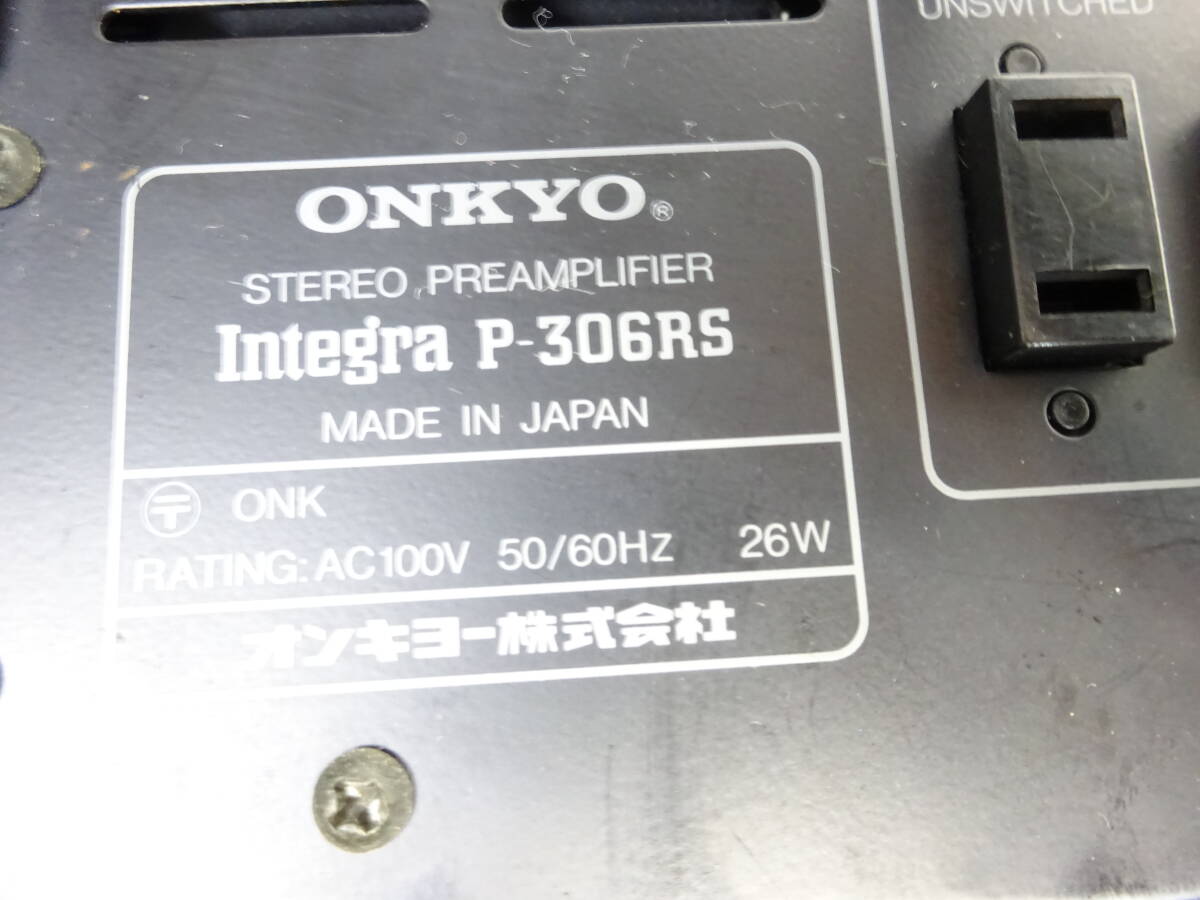 UNSWITCHED
ONKYO®
STEREO PREAMPLIFIER
Integra P-306RS
MADE IN JAPAN
〒 ONK
RATING: AC100V 50/60Hz 26W
オンキヨー株式会社